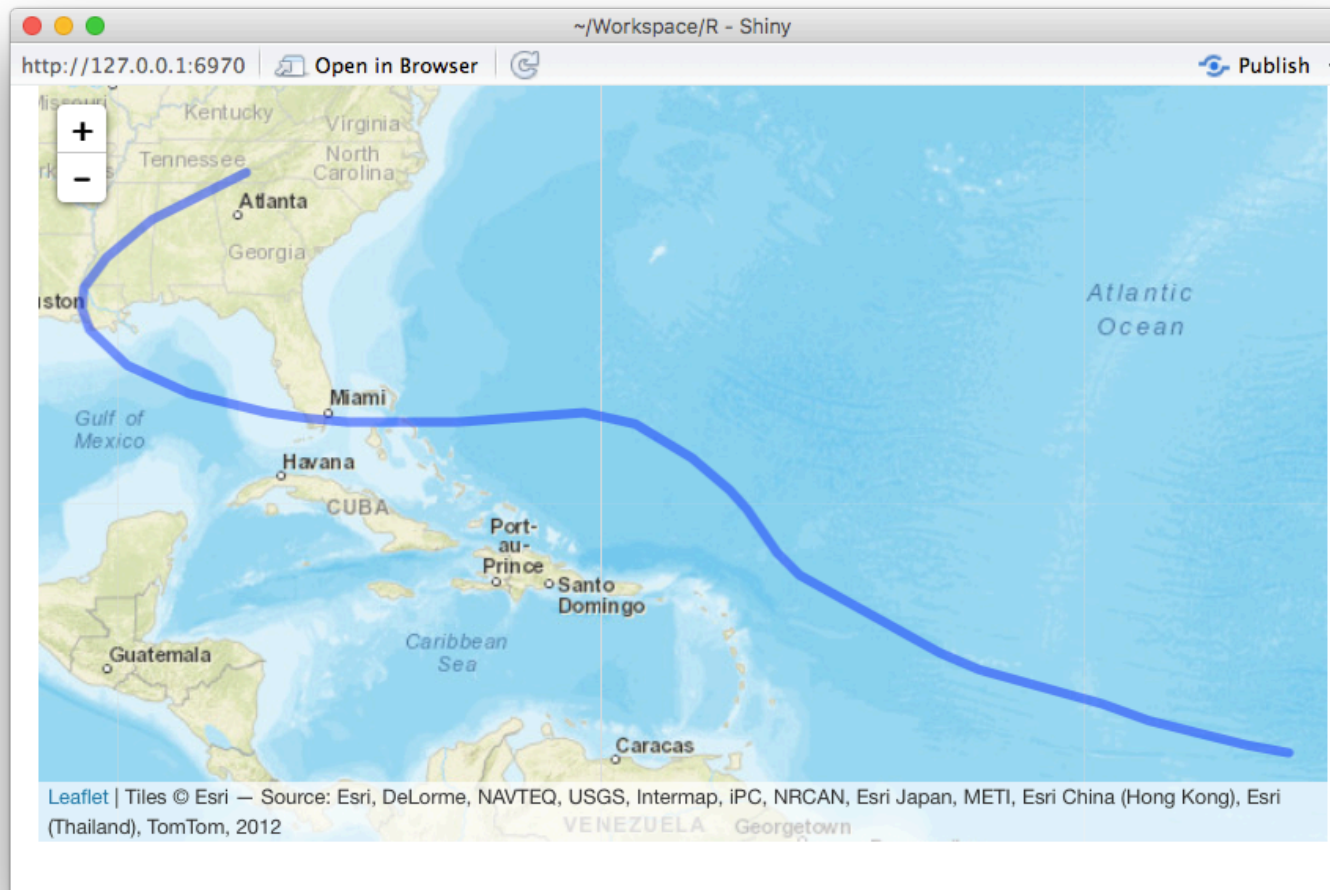 ~/Workspace/R - Shiny
http://127.0.0.1:6970 Open in Browser Publish
Missouri
Kentucky
Virginia
+
Tennessee
North
Carolina
−
Atlanta
Georgia
uston
Atlantic
Ocean
Miami
Gulf of
Mexico
Havana
CUBA
Port-
au-
Prince
Santo
Domingo
Caribbean
Sea
Guatemala
Caracas
Leaflet | Tiles © Esri — Source: Esri, DeLorme, NAVTEQ, USGS, Intermap, iPC, NRCAN, Esri Japan, METI, Esri China (Hong Kong), Esri
(Thailand), TomTom, 2012
VENEZUELA
Georgetown